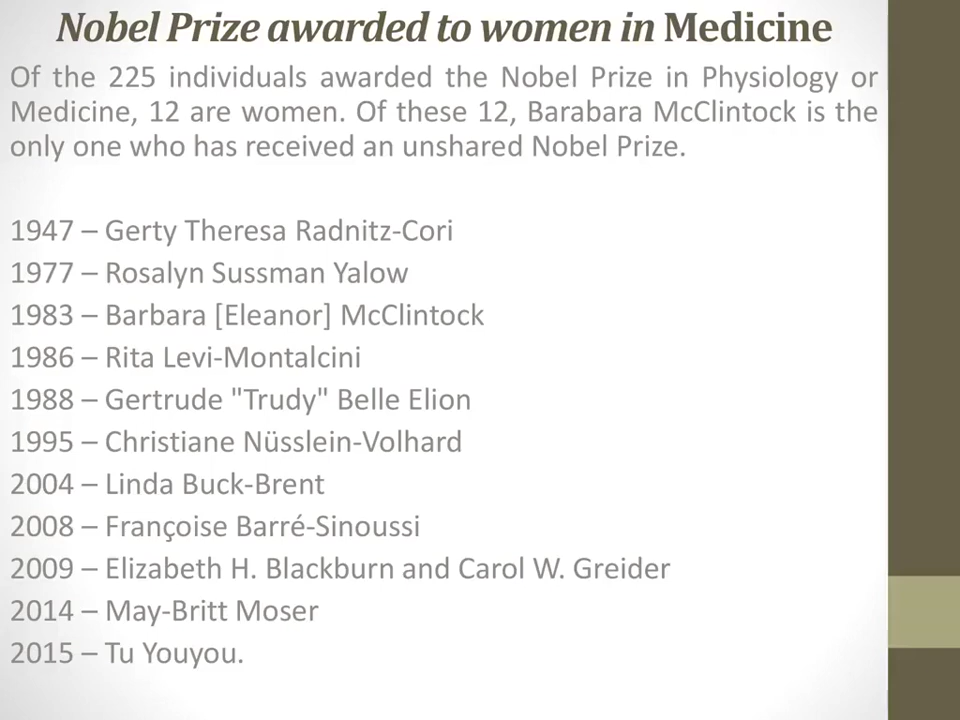 Nobel Prize awarded to women in Medicine
Of the 225 individuals awarded the Nobel Prize in Physiology or
Medicine, 12 are women. Of these 12, Barabara McClintock is the
only one who has received an unshared Nobel Prize.
1947 – Gerty Theresa Radnitz-Cori
1977 – Rosalyn Sussman Yalow
1983 – Barbara [Eleanor] McClintock
1986 – Rita Levi-Montalcini
1988 – Gertrude "Trudy" Belle Elion
1995 – Christiane Nüsslein-Volhard
2004 – Linda Buck-Brent
2008 – Françoise Barré-Sinoussi
2009 – Elizabeth H. Blackburn and Carol W. Greider
2014 – May-Britt Moser
2015 – Tu Youyou.